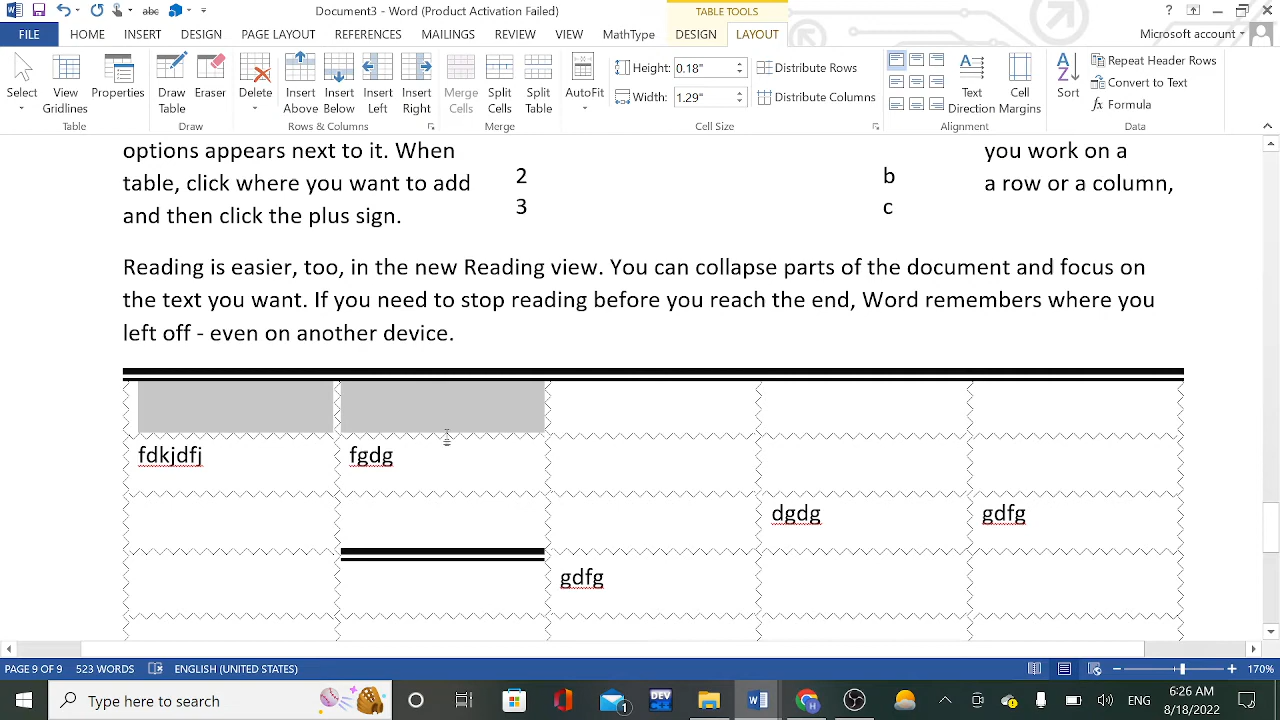 Document3 - Word (Product Activation Failed)
TABLE TOOLS
?
FILE
HOME
INSERT
DESIGN
PAGE LAYOUT
REFERENCES
MAILINGS
REVIEW
VIEW
MathType
DESIGN
LAYOUT
Microsoft account
Select
View
Gridlines
Properties
Table
Draw
Table
Eraser
Draw
Delete
Insert
Above
Insert
Below
Insert
Left
Insert
Right
Rows & Columns
Merge
Cells
Split
Cells
Split
Table
Merge
AutoFit
Height: 0.18"
Width: 1.29"
Distribute Rows
Distribute Columns
Cell Size
Text
Direction
Cell
Margins
Alignment
Sort
Repeat Header Rows
Convert to Text
Formula
Data
options appears next to it. When you work on a
table, click where you want to add 2 b a row or a column,
and then click the plus sign. 3 c
Reading is easier, too, in the new Reading view. You can collapse parts of the document and focus on
the text you want. If you need to stop reading before you reach the end, Word remembers where you
left off - even on another device.
fdkjdfj fgdg
dgdg gdfg
gdfg
PAGE 9 OF 9 523 WORDS ENGLISH (UNITED STATES) 170%
Type here to search
DEV
1
ENG
6:26 AM
8/18/2022